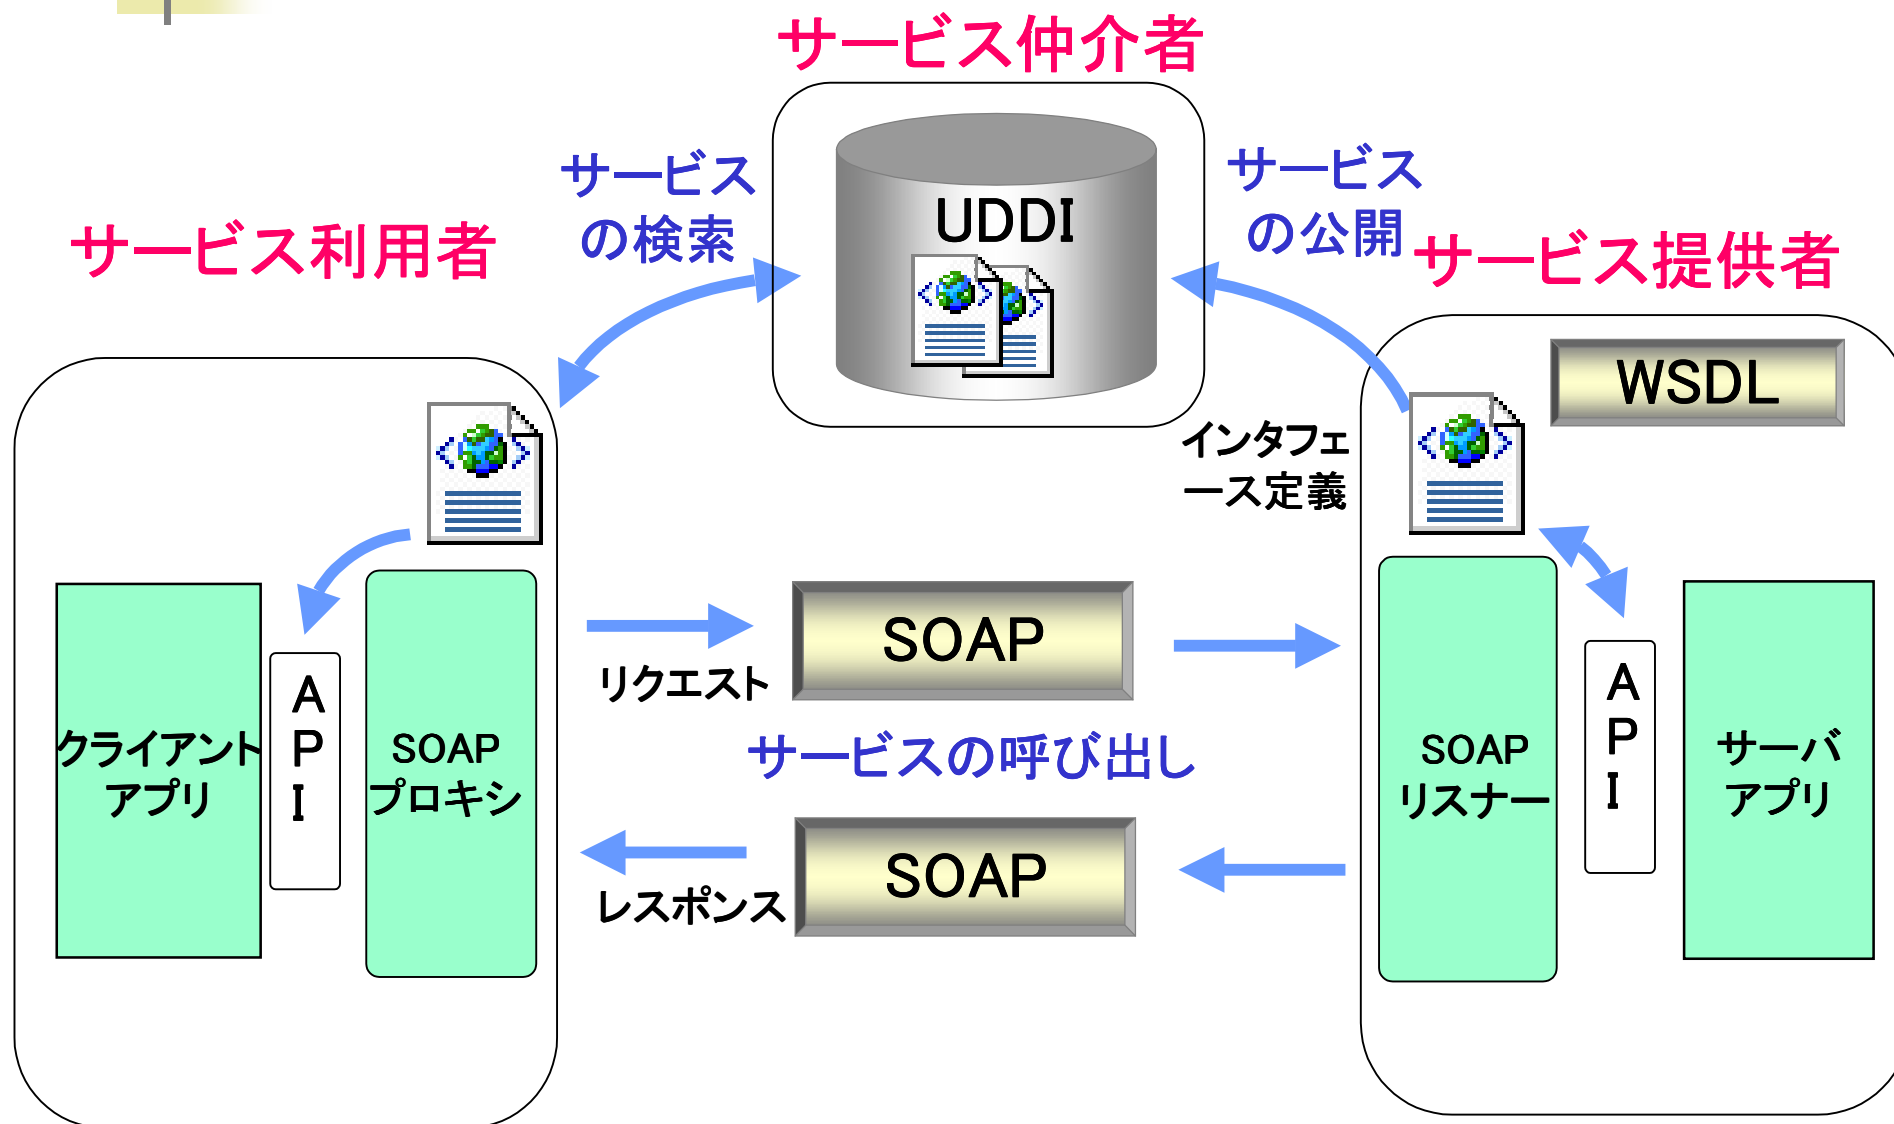 サービス仲介者
サービス
の検索
UDDI
サービス
の公開
サービス利用者
サービス提供者
WSDL
インタフェ
ース定義
クライアント
アプリ
A
P
I
SOAP
プロキシ
リクエスト
SOAP
サービスの呼び出し
レスポンス
SOAP
SOAP
リスナー
A
P
I
サーバ
アプリ